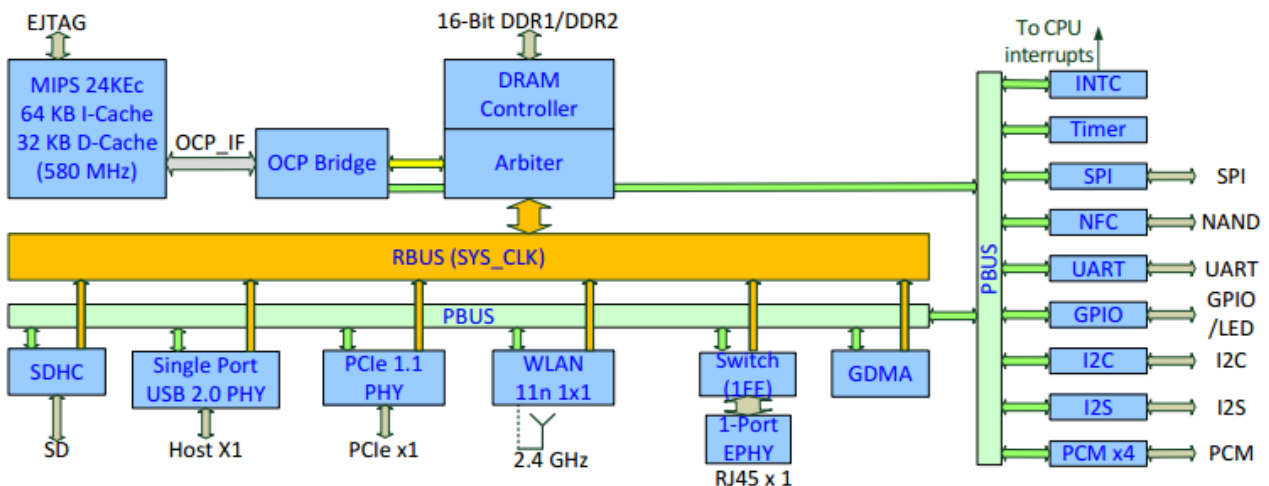 EJTAG
16-Bit DDR1/DDR2
To CPU
interrupts
MIPS 24KEc
64 KB I-Cache
32 KB D-Cache
(580 MHz)
OCP_IF
OCP Bridge
DRAM
Controller
Arbiter
RBUS (SYS_CLK)
PBUS
SDHC
SD
Single Port
USB 2.0 PHY
Host X1
PCIe 1.1
PHY
PCIe x1
WLAN
11n 1x1
2.4 GHz
Switch
(1FE)
1-Port
EPHY
RJ45 x 1
GDMA
PBUS
INTC
Timer
SPI
SPI
NFC
NAND
UART
UART
GPIO
GPIO
/LED
I2C
I2C
I2S
I2S
PCM x4
PCM